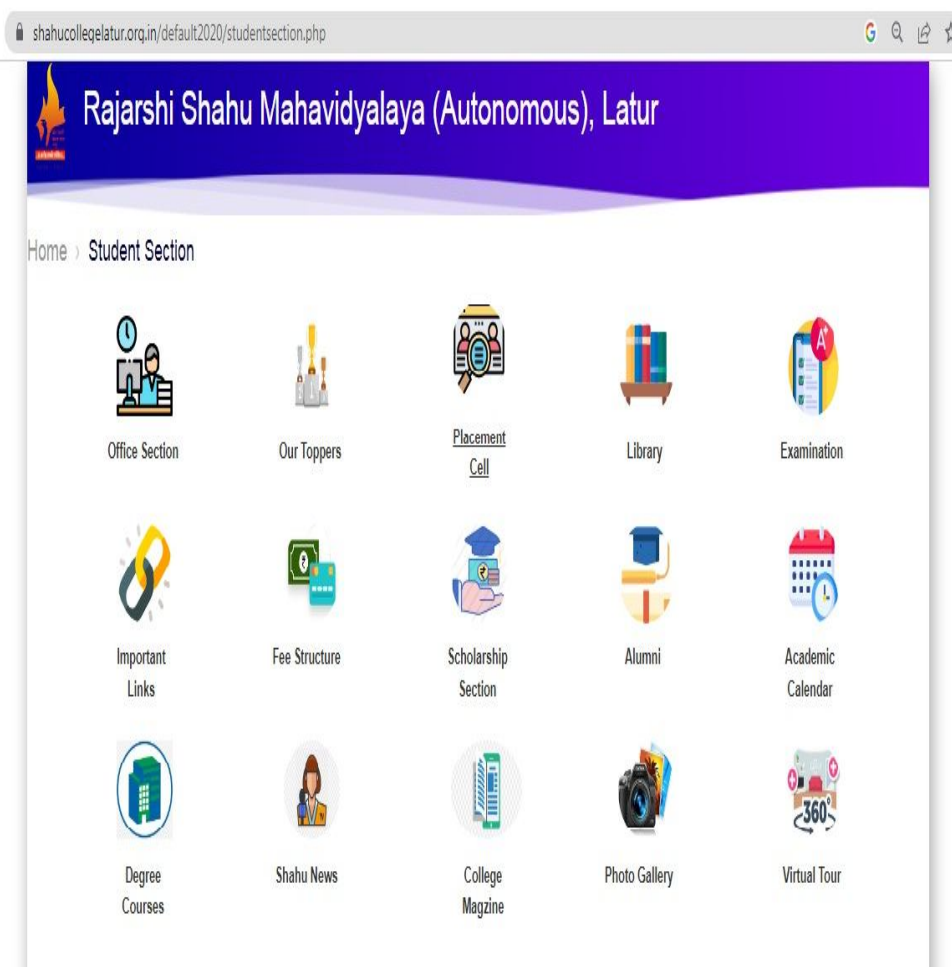 shahucollegelatur.org.in/default2020/studentsection.php
Rajarshi Shahu Mahavidyalaya (Autonomous), Latur
Home › Student Section
Office Section
Our Toppers
Placement
Cell
Library
A+
Examination
Important
Links
Fee Structure
Scholarship
Section
Alumni
Academic
Calendar
Degree
Courses
Shahu News
College
Magzine
Photo Gallery
360°
Virtual Tour